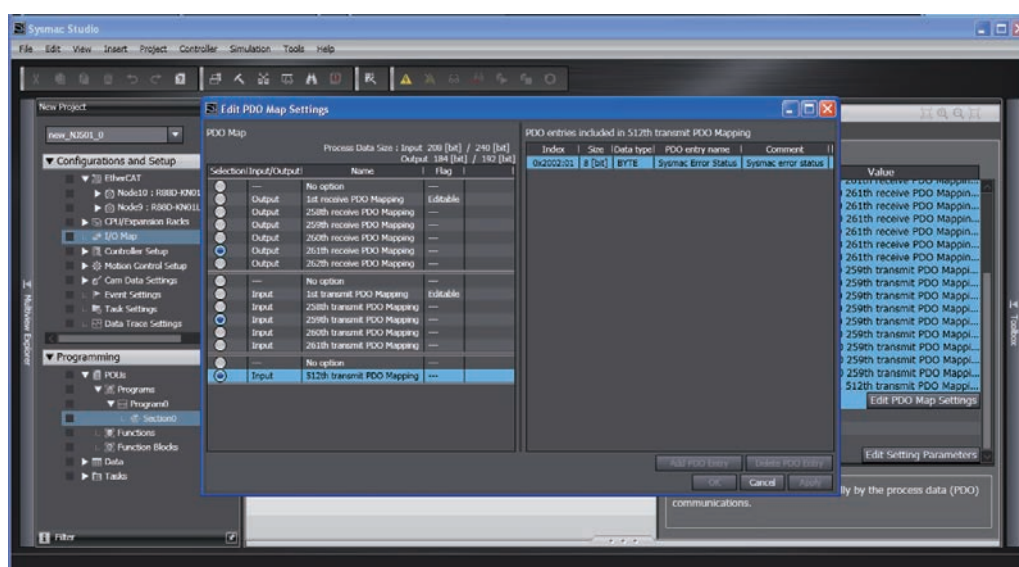 Sysmac Studio
File Edit View Insert Project Controller Simulation Tools Help
New Project
new_NJ501_0
Configurations and Setup
EtherCAT
Node10 : R88D-KN01
Node9 : R88D-KN01L
CPU/Expansion Racks
I/O Map
Controller Setup
Motion Control Setup
Cam Data Settings
Event Settings
Task Settings
Data Trace Settings
Programming
POUs
Programs
Program0
Section0
Functions
Function Blocks
Data
Tasks
Filter
Multiview Explorer
Edit PDO Map Settings
PDO Map
Process Data Size : Input 208 [bit] / 240 [bit]
Output 184 [bit] / 192 [bit]
Selection Input/Output Name Flag
--- No option ---
Output 1st receive PDO Mapping Editable
Output 258th receive PDO Mapping ---
Output 259th receive PDO Mapping ---
Output 260th receive PDO Mapping ---
Output 261th receive PDO Mapping ---
Output 262th receive PDO Mapping ---
--- No option ---
Input 1st transmit PDO Mapping Editable
Input 258th transmit PDO Mapping ---
Input 259th transmit PDO Mapping ---
Input 260th transmit PDO Mapping ---
Input 261th transmit PDO Mapping ---
--- No option ---
Input 512th transmit PDO Mapping ---
PDO entries included in 512th transmit PDO Mapping
Index Size Data type PDO entry name Comment
0x2002:01 8 [bit] BYTE Sysmac Error Status Sysmac error status
Add PDO Entry Delete PDO Entry
OK Cancel Apply
Value
261th receive PDO Mappin...
261th receive PDO Mappin...
261th receive PDO Mappin...
261th receive PDO Mappin...
261th receive PDO Mappin...
261th receive PDO Mappin...
259th transmit PDO Mappi...
259th transmit PDO Mappi...
259th transmit PDO Mappi...
259th transmit PDO Mappi...
259th transmit PDO Mappi...
259th transmit PDO Mappi...
259th transmit PDO Mappi...
259th transmit PDO Mappi...
259th transmit PDO Mappi...
512th transmit PDO Mappi...
Edit PDO Map Settings
Edit Setting Parameters
lly by the process data (PDO)
communications.
Toolbox